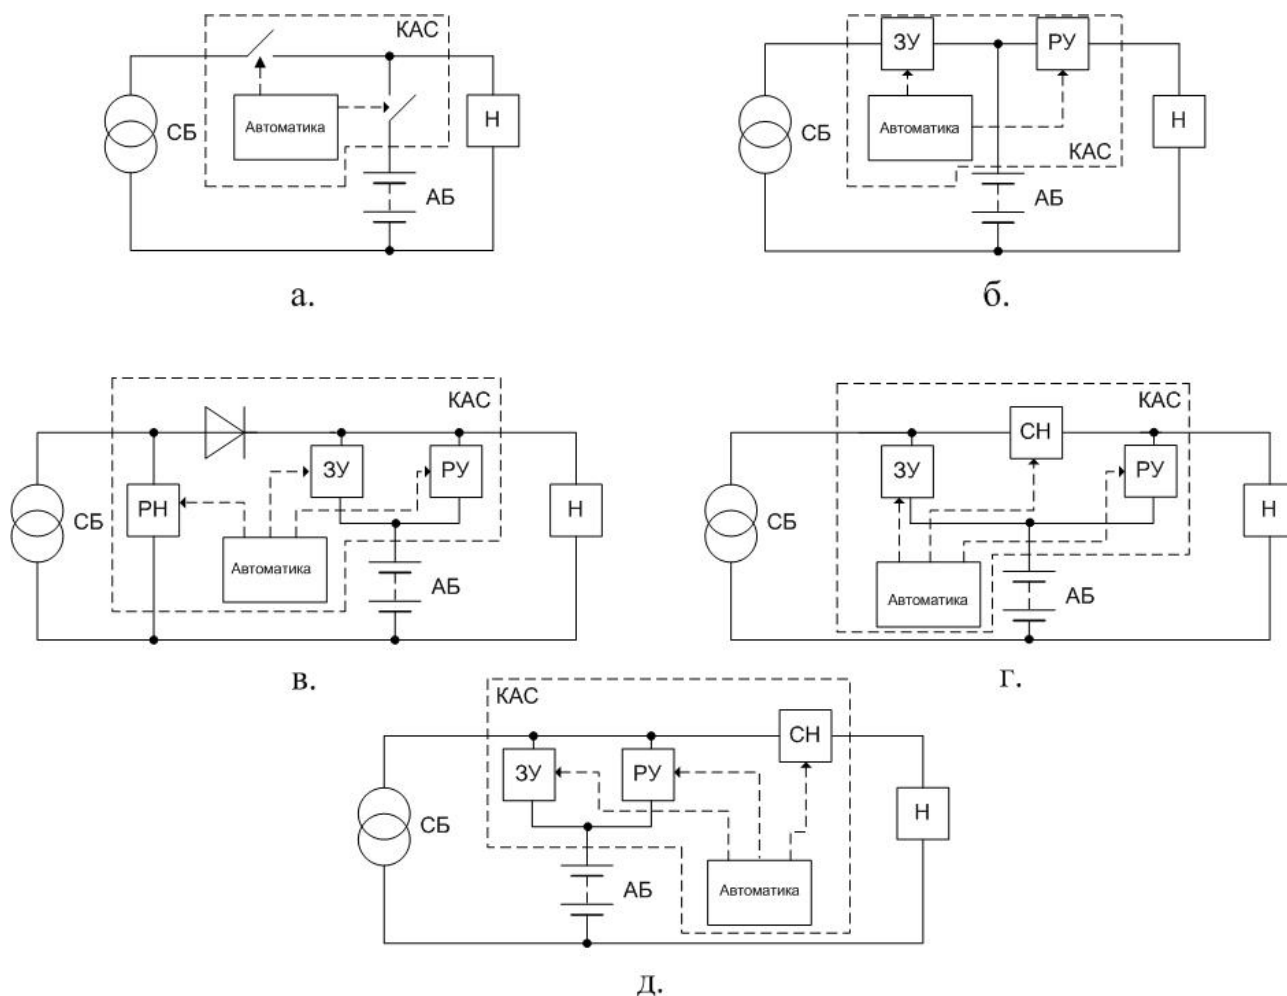 КАС
СБ
Автоматика
Н
АБ
а.
ЗУ
РУ
СБ
Автоматика
Н
КАС
АБ
б.
КАС
ЗУ
РУ
РН
СБ
Н
Автоматика
АБ
в.
КАС
СН
ЗУ
РУ
СБ
Н
Автоматика
АБ
г.
КАС
СН
ЗУ
РУ
СБ
Н
АБ
Автоматика
д.